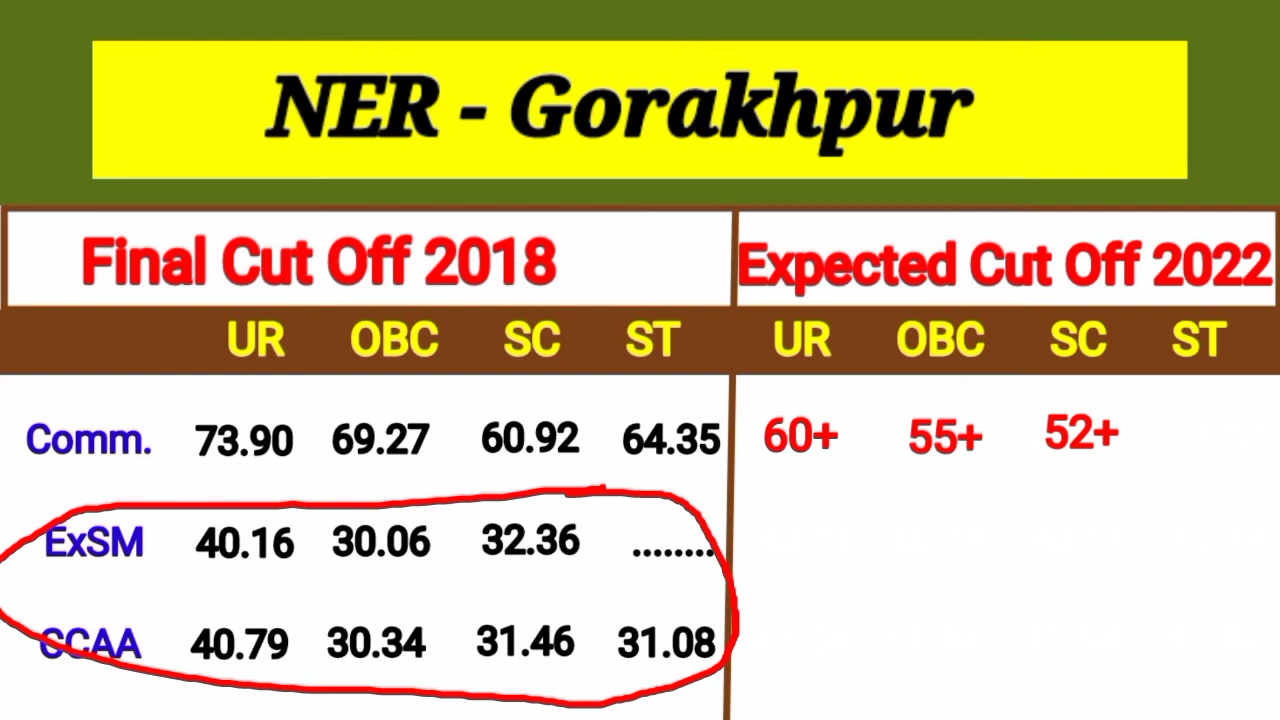 NER - Gorakhpur
Final Cut Off 2018 Expected Cut Off 2022
UR OBC SC ST UR OBC SC ST
Comm. 73.90 69.27 60.92 64.35 60+ 55+ 52+
ExSM 40.16 30.06 32.36 ........
CCAA 40.79 30.34 31.46 31.08